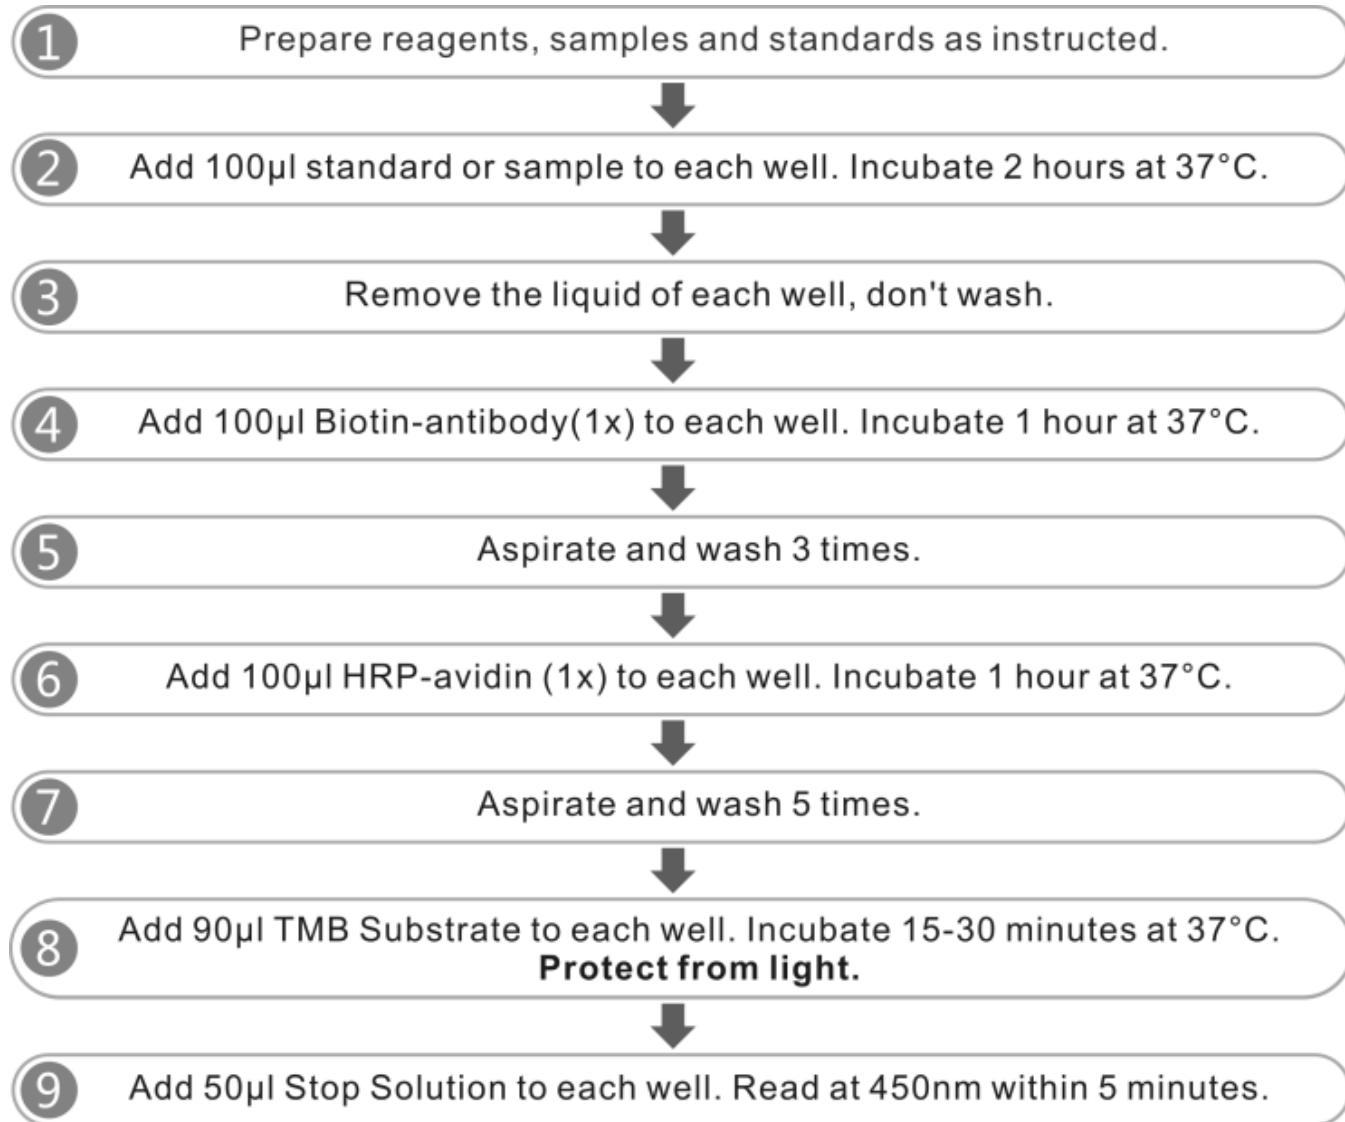 1 Prepare reagents, samples and standards as instructed.
2 Add 100µl standard or sample to each well. Incubate 2 hours at 37°C.
3 Remove the liquid of each well, don't wash.
4 Add 100µl Biotin-antibody(1x) to each well. Incubate 1 hour at 37°C.
5 Aspirate and wash 3 times.
6 Add 100µl HRP-avidin (1x) to each well. Incubate 1 hour at 37°C.
7 Aspirate and wash 5 times.
8 Add 90µl TMB Substrate to each well. Incubate 15-30 minutes at 37°C.
Protect from light.
9 Add 50µl Stop Solution to each well. Read at 450nm within 5 minutes.